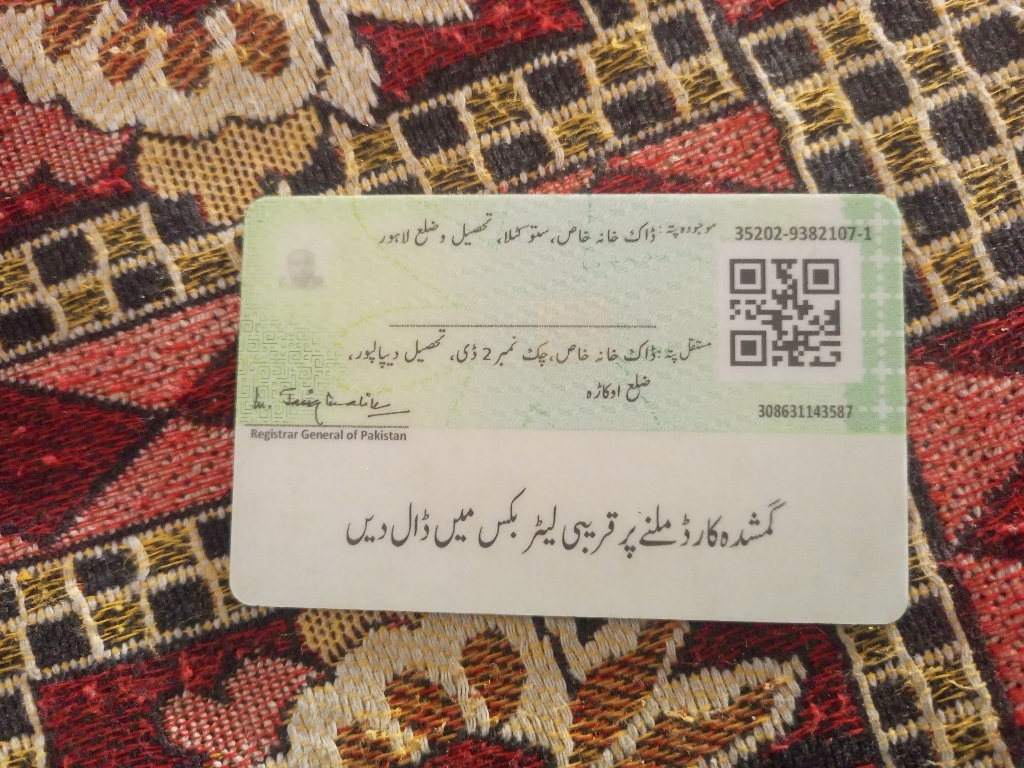 35202-9382107-1
موجودہ پتہ: ڈاک خانہ خاص، ستوکتلا، تحصیل و ضلع لاہور
مستقل پتہ: ڈاک خانہ خاص، چک نمبر 2 ڈی، تحصیل دیپالپور،
ضلع اوکاڑہ
308631143587
Registrar General of Pakistan
گمشدہ کارڈ ملنے پر قریبی لیٹر بکس میں ڈال دیں